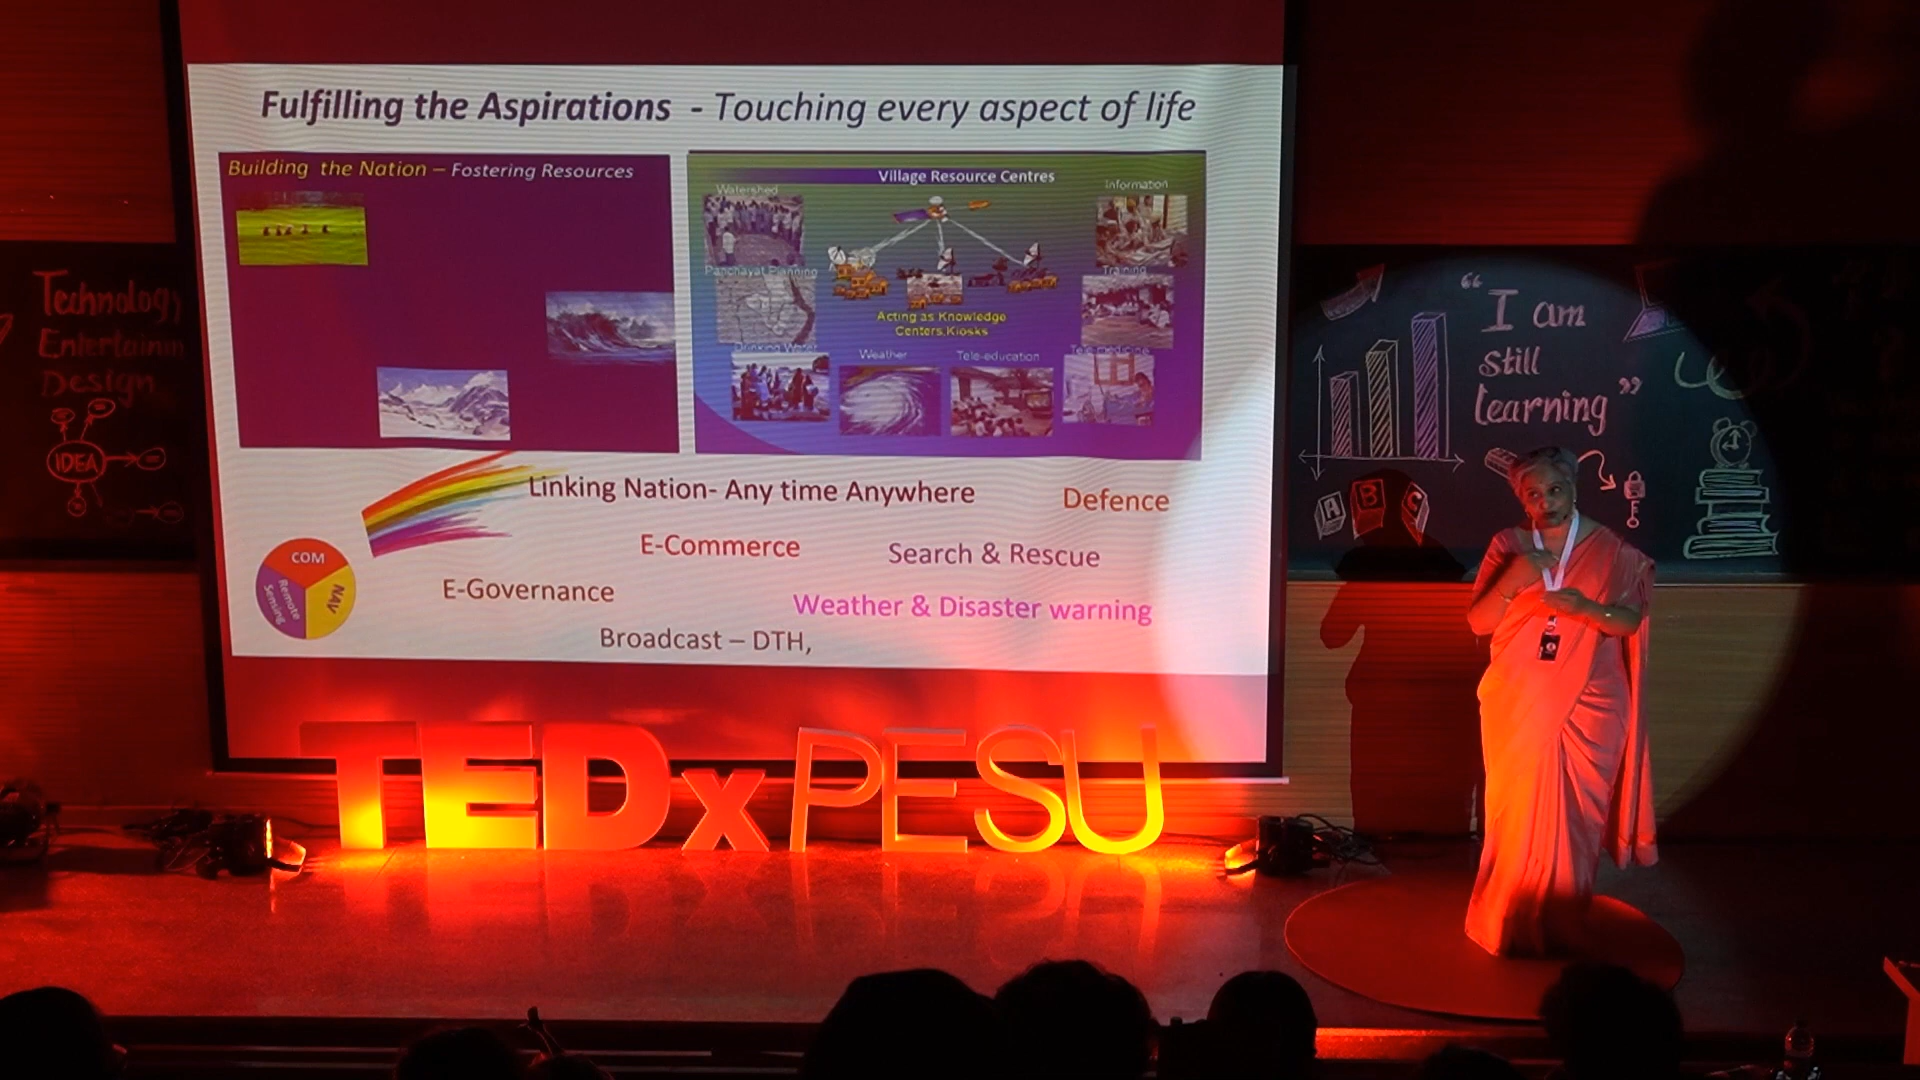 Fulfilling the Aspirations - Touching every aspect of life
Building the Nation – Fostering Resources
Village Resource Centres
Watershed
Information
Panchayat Planning
Training
Acting as Knowledge
Centers,Kiosks
Drinking Water
Weather
Tele-education
Tele-medicine
Linking Nation- Any time Anywhere
Defence
E-Commerce
Search & Rescue
E-Governance
Weather & Disaster warning
Broadcast – DTH,
COM
NAV
Remote
Sensing
Technology
Entertainm
Design
IDEA
“I am
still
learning”
A B C
TEDxPESU